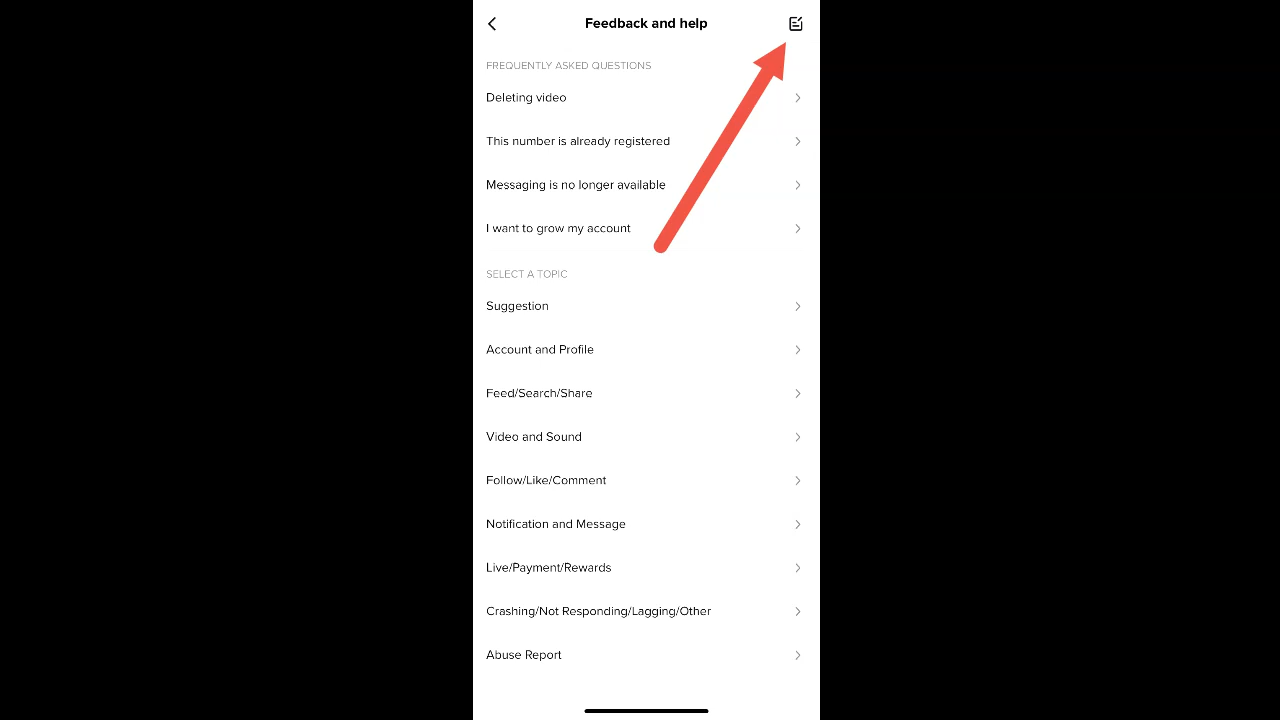 Feedback and help
FREQUENTLY ASKED QUESTIONS
Deleting video
This number is already registered
Messaging is no longer available
I want to grow my account
SELECT A TOPIC
Suggestion
Account and Profile
Feed/Search/Share
Video and Sound
Follow/Like/Comment
Notification and Message
Live/Payment/Rewards
Crashing/Not Responding/Lagging/Other
Abuse Report